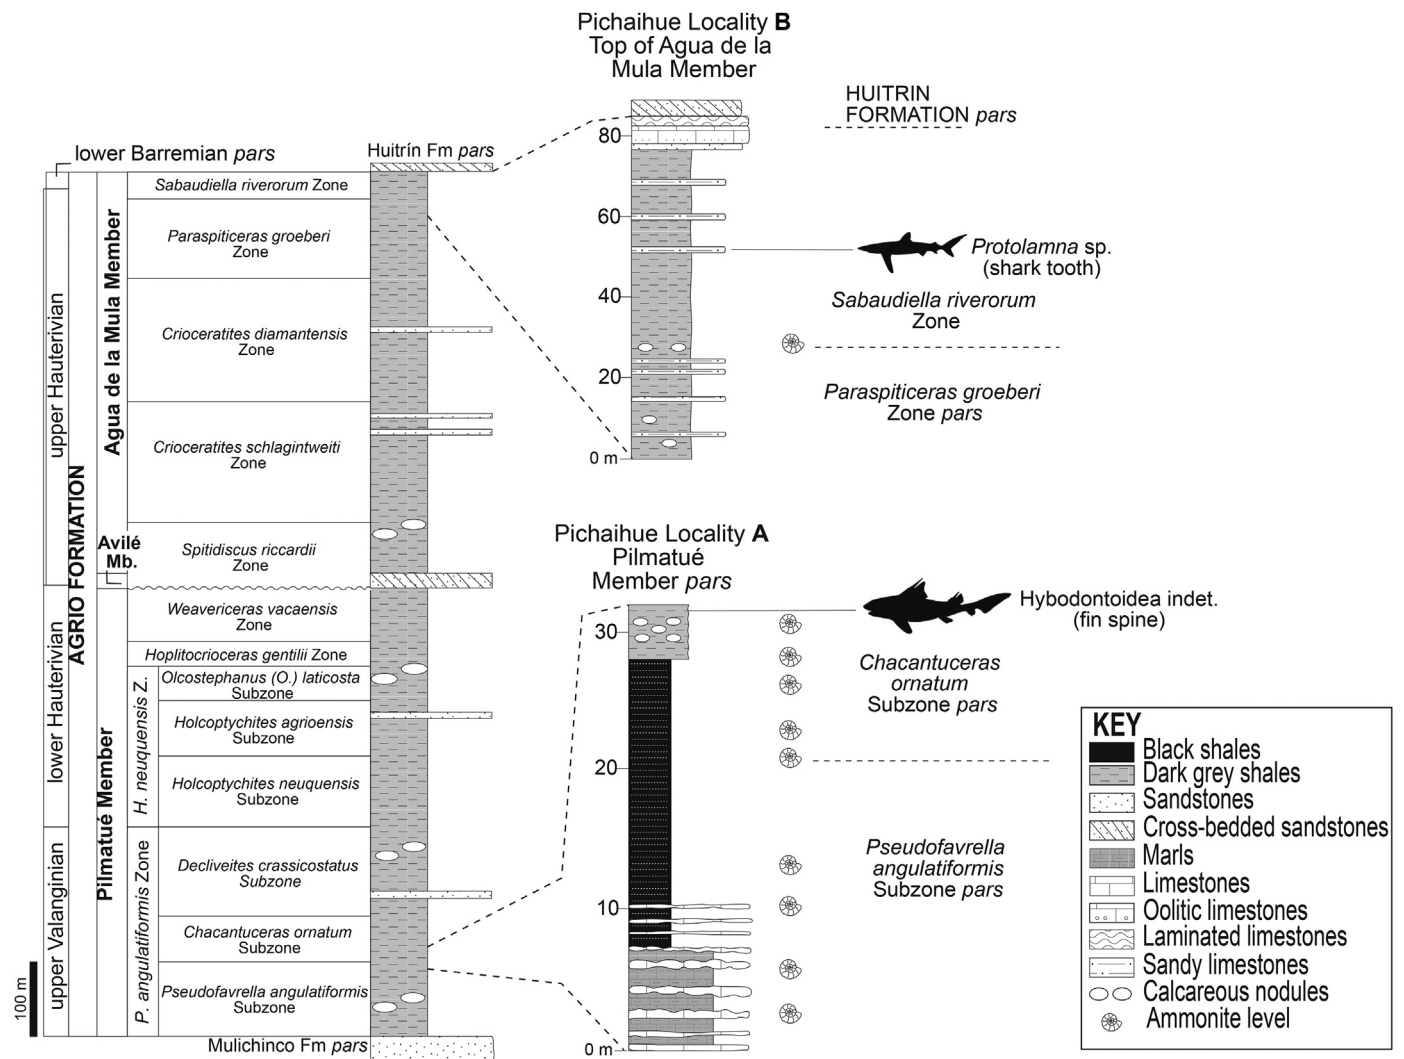 Pichaihue Locality B
Top of Agua de la
Mula Member
HUITRIN
FORMATION pars
80
60
40
20
0 m
Protolamna sp.
(shark tooth)
Sabaudiella riverorum
Zone
Paraspiticeras groeberi
Zone pars
lower Barremian pars
Huitrín Fm pars
upper Hauterivian
lower Hauterivian
upper Valanginian
AGRIO FORMATION
Agua de la Mula Member
Avilé
Mb.
Pilmatué Member
Sabaudiella riverorum Zone
Paraspiticeras groeberi
Zone
Crioceratites diamantensis
Zone
Crioceratites schlagintweiti
Zone
Spitidiscus riccardii
Zone
Weavericeras vacaensis
Zone
Hoplitocrioceras gentilii Zone
H. neuquensis Z.
Olcostephanus (O.) laticosta
Subzone
Holcoptychites agrioensis
Subzone
Holcoptychites neuquensis
Subzone
P. angulatiformis Zone
Decliveites crassicostatus
Subzone
Chacantuceras ornatum
Subzone
Pseudofavrella angulatiformis
Subzone
100 m
Mulichinco Fm pars
Pichaihue Locality A
Pilmatué
Member pars
30
20
10
0 m
Hybodontoidea indet.
(fin spine)
Chacantuceras
ornatum
Subzone pars
Pseudofavrella
angulatiformis
Subzone pars
KEY
Black shales
Dark grey shales
Sandstones
Cross-bedded sandstones
Marls
Limestones
Oolitic limestones
Laminated limestones
Sandy limestones
Calcareous nodules
Ammonite level